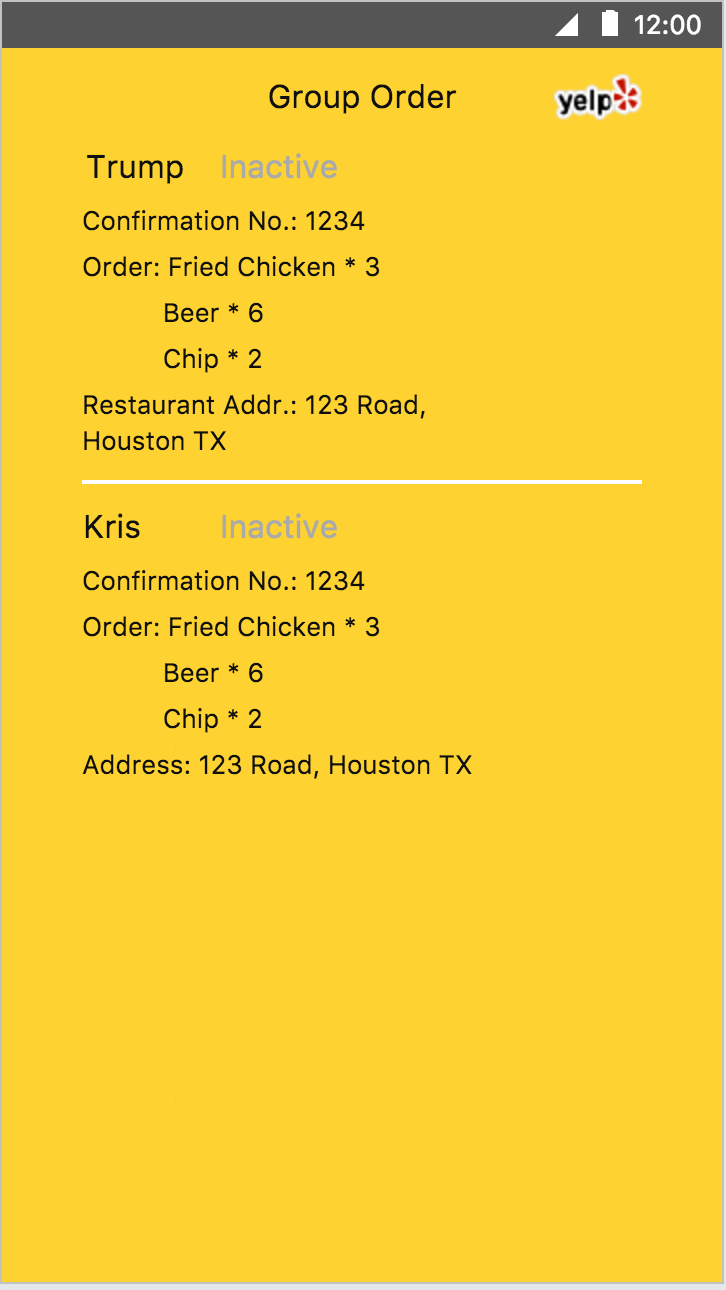 12:00
Group Order yelp
Trump Inactive
Confirmation No.: 1234
Order: Fried Chicken * 3
Beer * 6
Chip * 2
Restaurant Addr.: 123 Road,
Houston TX
Kris Inactive
Confirmation No.: 1234
Order: Fried Chicken * 3
Beer * 6
Chip * 2
Address: 123 Road, Houston TX